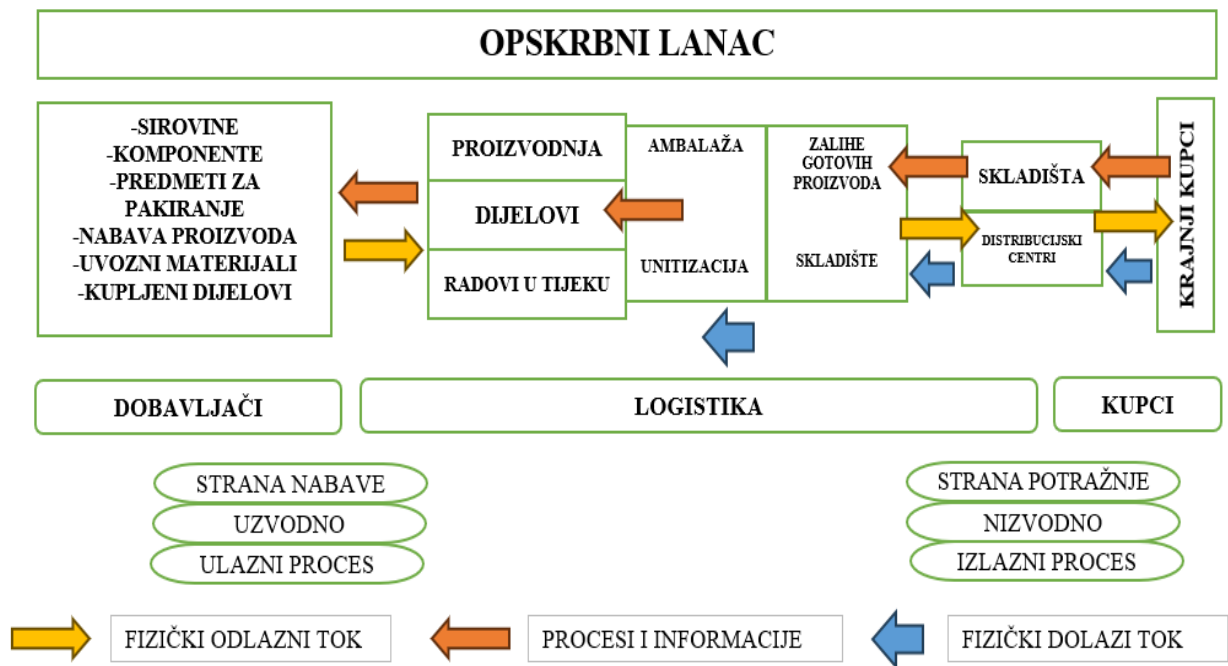 OPSKRBNI LANAC
-SIROVINE
-KOMPONENTE
-PREDMETI ZA
PAKIRANJE
-NABAVA PROIZVODA
-UVOZNI MATERIJALI
-KUPLJENI DIJELOVI
PROIZVODNJA
DIJELOVI
RADOVI U TIJEKU
AMBALAŽA
UNITIZACIJA
ZALIHE
GOTOVIH
PROIZVODA
SKLADIŠTE
SKLADIŠTA
DISTRIBUCIJSKI
CENTRI
KRAJNJI KUPCI
DOBAVLJAČI
LOGISTIKA
KUPCI
STRANA NABAVE
UZVODNO
ULAZNI PROCES
STRANA POTRAŽNJE
NIZVODNO
IZLAZNI PROCES
FIZIČKI ODLAZNI TOK
PROCESI I INFORMACIJE
FIZIČKI DOLAZI TOK